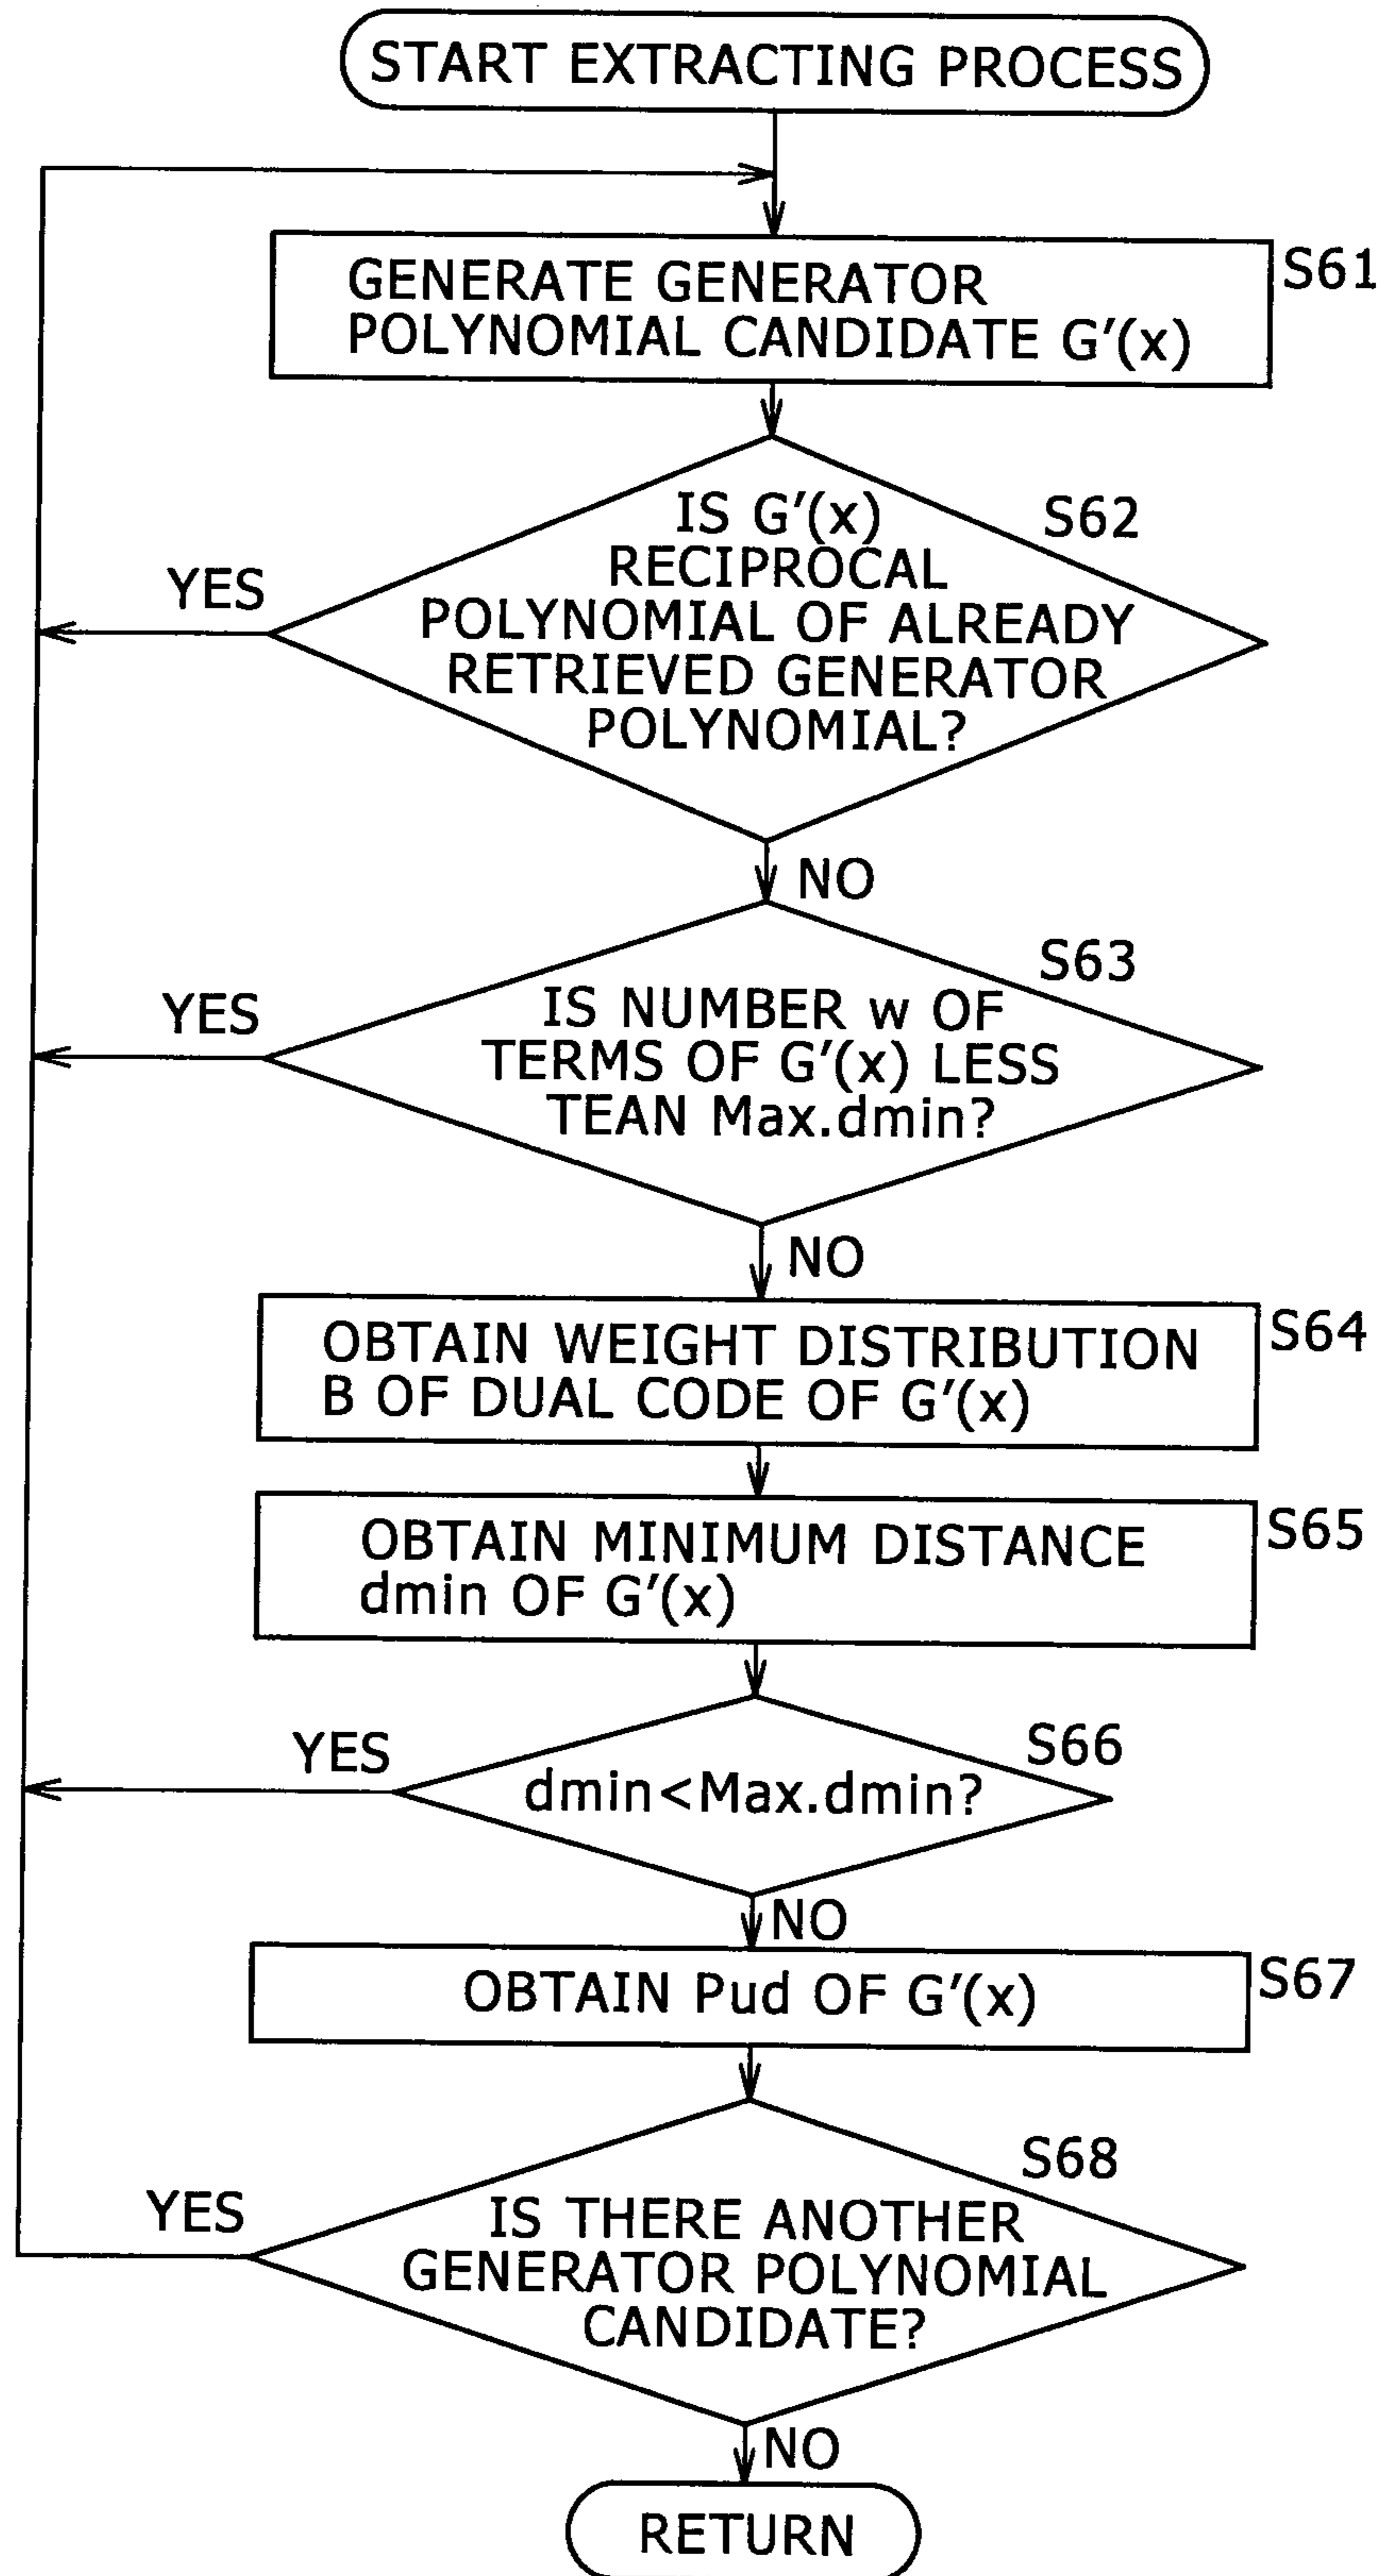 START EXTRACTING PROCESS
GENERATE GENERATOR
POLYNOMIAL CANDIDATE G′(x)
S61
IS G′(x)
RECIPROCAL
POLYNOMIAL OF ALREADY
RETRIEVED GENERATOR
POLYNOMIAL?
S62
YES
NO
IS NUMBER w OF
TERMS OF G′(x) LESS
TEAN Max.dmin?
S63
YES
NO
OBTAIN WEIGHT DISTRIBUTION
B OF DUAL CODE OF G′(x)
S64
OBTAIN MINIMUM DISTANCE
dmin OF G′(x)
S65
dmin<Max.dmin?
S66
YES
NO
OBTAIN Pud OF G′(x)
S67
IS THERE ANOTHER
GENERATOR POLYNOMIAL
CANDIDATE?
S68
YES
NO
RETURN